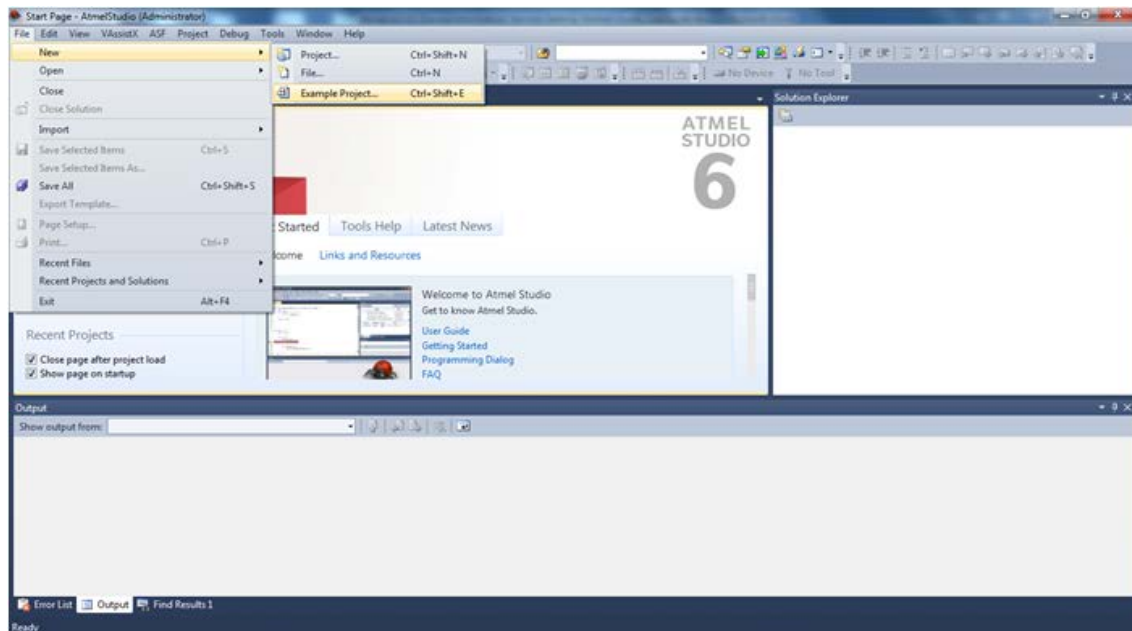 Start Page - AtmelStudio (Administrator)
File Edit View VAssistX ASF Project Debug Tools Window Help
New
Project... Ctrl+Shift+N
Open
File... Ctrl+N
No Device No Tool
Close
Example Project... Ctrl+Shift+E
Solution Explorer
Close Solution
Import
Save Selected Items Ctrl+S
Save Selected Items As...
Save All Ctrl+Shift+S
Export Template...
Page Setup...
Print... Ctrl+P
Recent Files
Recent Projects and Solutions
Exit Alt+F4
ATMEL
STUDIO
6
Started Tools Help Latest News
come Links and Resources
Welcome to Atmel Studio
Get to know Atmel Studio.
User Guide
Getting Started
Programming Dialog
FAQ
Recent Projects
Close page after project load
Show page on startup
Output
Show output from:
Error List Output Find Results 1
Ready